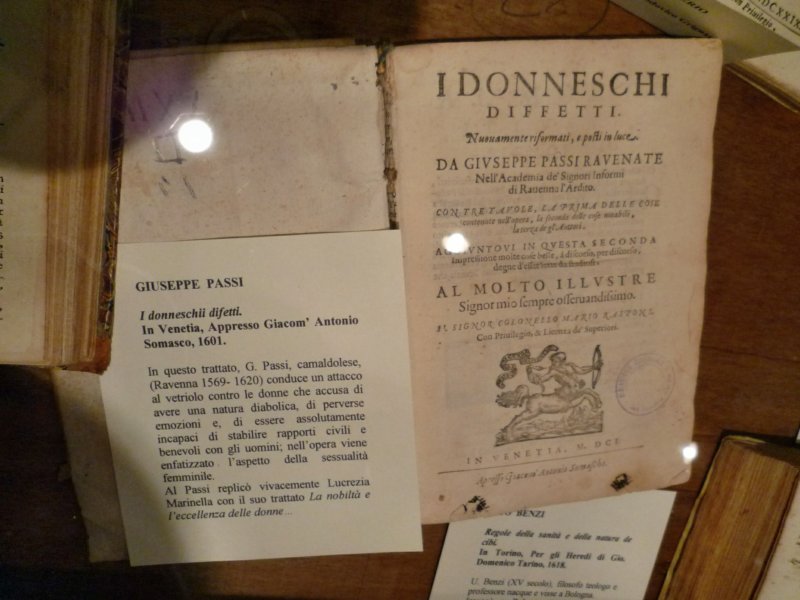 I DONNESCHI
DIFFETTI.
Nuouamente riformati, e posti in luce.
DA GIVSEPPE PASSI RAVENATE
Nell'Academia de' Signori Informi
di Rauenna l'Ardito.
CON TRE TAVOLE, LA PRIMA DELLE COSE
contenute nell'opera, la seconda delle cose notabili,
la terza de gl'Autori.
AGGIVNTOVI IN QVESTA SECONDA
Impressione molte cose belle, à discorso, per discorso,
degne d'esser
AL MOLTO ILLVSTRE
Signor mio sempre osseruandissimo.
IL SIGNOR COLONELLO MARIO RASPONI.
Con Priuilegio, & Licenza de' Superiori.
IN VENETIA, M. DCI.
Appresso Giacomo Antonio Somascho.
GIUSEPPE PASSI
I donneschii difetti.
In Venetia, Appresso Giacom' Antonio
Somasco, 1601.
In questo trattato, G. Passi, camaldolese,
(Ravenna 1569- 1620) conduce un attacco
al vetriolo contro le donne che accusa di
avere una natura diabolica, di perverse
emozioni e, di essere assolutamente
incapaci di stabilire rapporti civili e
benevoli con gli uomini; nell'opera viene
enfatizzato l'aspetto della sessualità
femminile.
Al Passi replicò vivacemente Lucrezia
Marinella con il suo trattato La nobiltà e
l'eccellenza delle donne...
BENZI
Regole della sanità e della natura de
cibi.
In Torino, Per gli Heredi di Gio.
Domenico Tarino, 1618.
U. Benzi (XV secolo), filosofo teologo e
professore nacque e visse a Bologna.